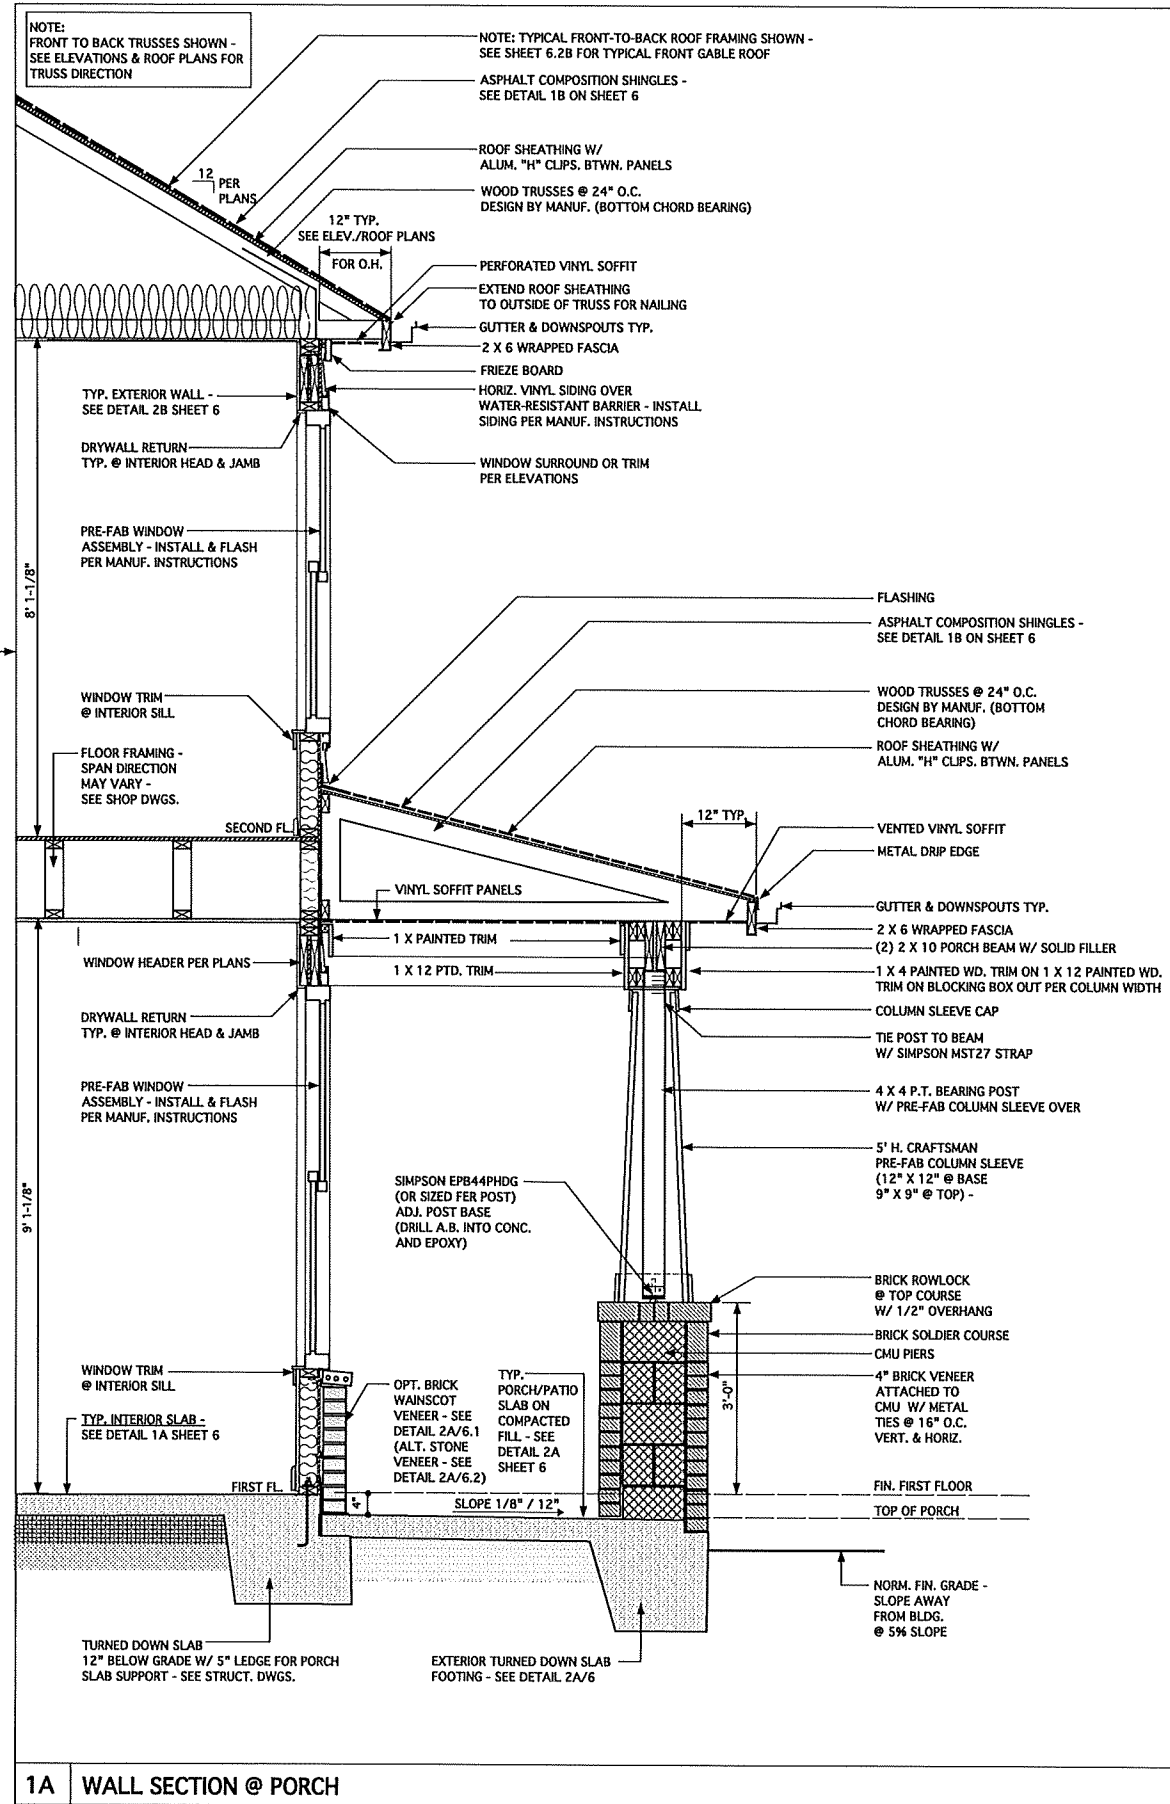 NOTE:
FRONT TO BACK TRUSSES SHOWN -
SEE ELEVATIONS & ROOF PLANS FOR
TRUSS DIRECTION
NOTE: TYPICAL FRONT-TO-BACK ROOF FRAMING SHOWN -
SEE SHEET 6.2B FOR TYPICAL FRONT GABLE ROOF
ASPHALT COMPOSITION SHINGLES -
SEE DETAIL 1B ON SHEET 6
ROOF SHEATHING W/
ALUM. "H" CLIPS. BTWN. PANELS
12
PER
PLANS
WOOD TRUSSES @ 24" O.C.
DESIGN BY MANUF. (BOTTOM CHORD BEARING)
12" TYP.
SEE ELEV./ROOF PLANS
FOR O.H.
PERFORATED VINYL SOFFIT
EXTEND ROOF SHEATHING
TO OUTSIDE OF TRUSS FOR NAILING
GUTTER & DOWNSPOUTS TYP.
2 X 6 WRAPPED FASCIA
FRIEZE BOARD
HORIZ. VINYL SIDING OVER
WATER-RESISTANT BARRIER - INSTALL
SIDING PER MANUF. INSTRUCTIONS
WINDOW SURROUND OR TRIM
PER ELEVATIONS
TYP. EXTERIOR WALL -
SEE DETAIL 2B SHEET 6
DRYWALL RETURN
TYP. @ INTERIOR HEAD & JAMB
PRE-FAB WINDOW
ASSEMBLY - INSTALL & FLASH
PER MANUF. INSTRUCTIONS
8' 1-1/8"
WINDOW TRIM
@ INTERIOR SILL
FLOOR FRAMING -
SPAN DIRECTION
MAY VARY -
SEE SHOP DWGS.
SECOND FL.
FLASHING
ASPHALT COMPOSITION SHINGLES -
SEE DETAIL 1B ON SHEET 6
WOOD TRUSSES @ 24" O.C.
DESIGN BY MANUF. (BOTTOM
CHORD BEARING)
ROOF SHEATHING W/
ALUM. "H" CLIPS. BTWN. PANELS
12" TYP.
VENTED VINYL SOFFIT
METAL DRIP EDGE
VINYL SOFFIT PANELS
GUTTER & DOWNSPOUTS TYP.
2 X 6 WRAPPED FASCIA
1 X PAINTED TRIM
(2) 2 X 10 PORCH BEAM W/ SOLID FILLER
WINDOW HEADER PER PLANS
1 X 12 PTD. TRIM
1 X 4 PAINTED WD. TRIM ON 1 X 12 PAINTED WD.
TRIM ON BLOCKING BOX OUT PER COLUMN WIDTH
COLUMN SLEEVE CAP
DRYWALL RETURN
TYP. @ INTERIOR HEAD & JAMB
TIE POST TO BEAM
W/ SIMPSON MST27 STRAP
PRE-FAB WINDOW
ASSEMBLY - INSTALL & FLASH
PER MANUF. INSTRUCTIONS
4 X 4 P.T. BEARING POST
W/ PRE-FAB COLUMN SLEEVE OVER
5' H. CRAFTSMAN
PRE-FAB COLUMN SLEEVE
(12" X 12" @ BASE
9" X 9" @ TOP) -
9' 1-1/8"
SIMPSON EPB44PHDG
(OR SIZED FER POST)
ADJ. POST BASE
(DRILL A.B. INTO CONC.
AND EPOXY)
BRICK ROWLOCK
@ TOP COURSE
W/ 1/2" OVERHANG
BRICK SOLDIER COURSE
CMU PIERS
4" BRICK VENEER
ATTACHED TO
CMU W/ METAL
TIES @ 16" O.C.
VERT. & HORIZ.
3'-0"
WINDOW TRIM
@ INTERIOR SILL
OPT. BRICK
WAINSCOT
VENEER - SEE
DETAIL 2A/6.1
(ALT. STONE
VENEER - SEE
DETAIL 2A/6.2)
TYP.
PORCH/PATIO
SLAB ON
COMPACTED
FILL - SEE
DETAIL 2A
SHEET 6
TYP. INTERIOR SLAB -
SEE DETAIL 1A SHEET 6
FIRST FL.
4"
SLOPE 1/8" / 12"
FIN. FIRST FLOOR
TOP OF PORCH
NORM. FIN. GRADE -
SLOPE AWAY
FROM BLDG.
@ 5% SLOPE
TURNED DOWN SLAB
12" BELOW GRADE W/ 5" LEDGE FOR PORCH
SLAB SUPPORT - SEE STRUCT. DWGS.
EXTERIOR TURNED DOWN SLAB
FOOTING - SEE DETAIL 2A/6
1A WALL SECTION @ PORCH